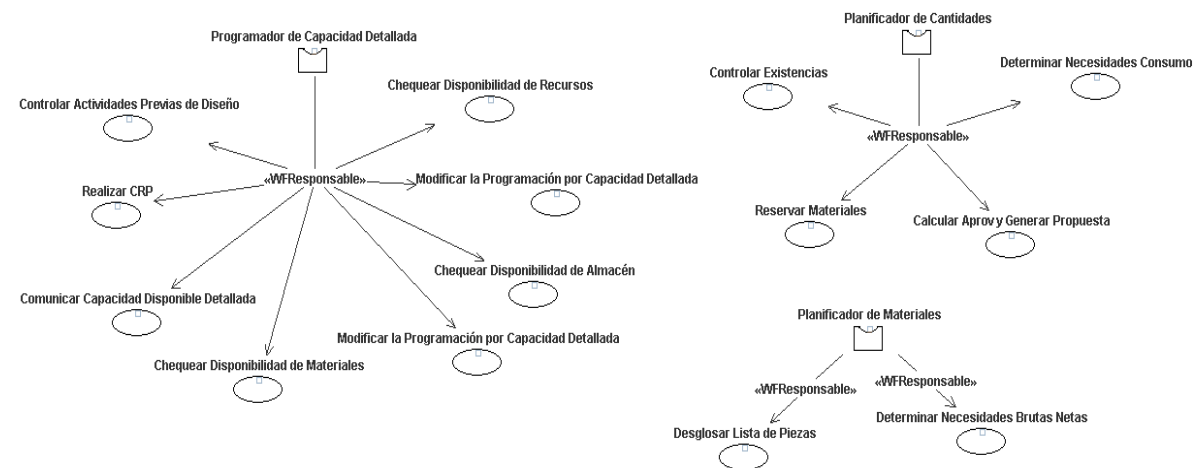 Programador de Capacidad Detallada
Chequear Disponibilidad de Recursos
Controlar Actividades Previas de Diseño
«WFResponsable»
Modificar la Programación por Capacidad Detallada
Realizar CRP
Chequear Disponibilidad de Almacén
Comunicar Capacidad Disponible Detallada
Modificar la Programación por Capacidad Detallada
Chequear Disponibilidad de Materiales
Planificador de Cantidades
Controlar Existencias
Determinar Necesidades Consumo
«WFResponsable»
Reservar Materiales
Calcular Aprov y Generar Propuesta
Planificador de Materiales
«WFResponsable»
«WFResponsable»
Desglosar Lista de Piezas
Determinar Necesidades Brutas Netas